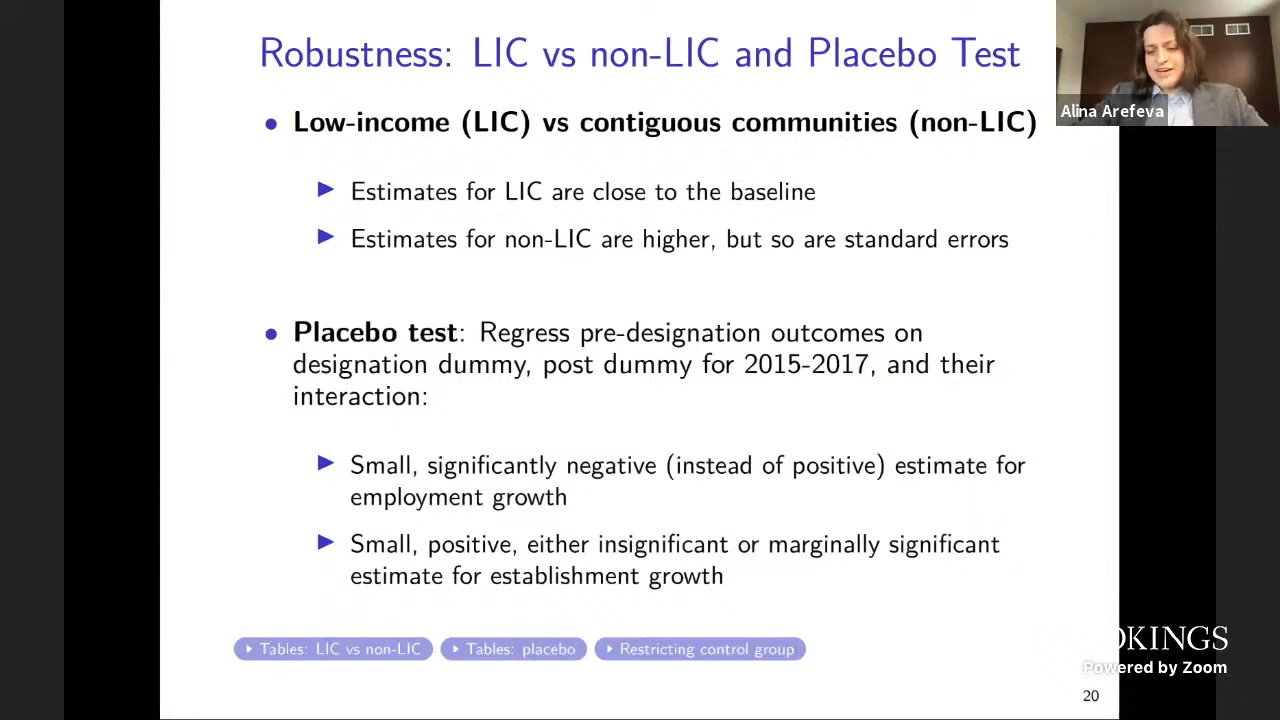 Robustness: LIC vs non-LIC and Placebo Test
Alina Arefeva
• Low-income (LIC) vs contiguous communities (non-LIC)
▶ Estimates for LIC are close to the baseline
▶ Estimates for non-LIC are higher, but so are standard errors
• Placebo test: Regress pre-designation outcomes on
designation dummy, post dummy for 2015-2017, and their
interaction:
▶ Small, significantly negative (instead of positive) estimate for
employment growth
▶ Small, positive, either insignificant or marginally significant
estimate for establishment growth
Tables: LIC vs non-LIC
Tables: placebo
Restricting control group
OKINGS
Powered by Zoom
20